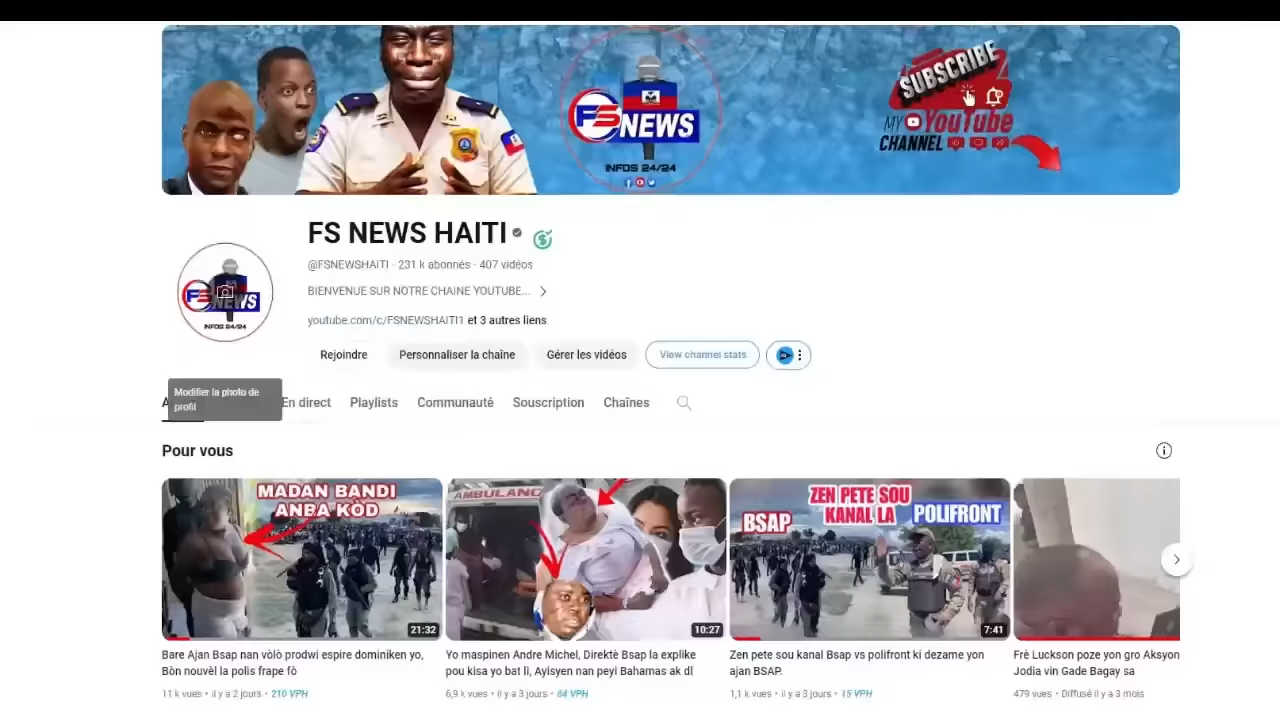 SUBSCRIBE
FS NEWS
MY YouTube
CHANNEL
INFOS 24/24
FS NEWS HAITI
@FSNEWSHAITI · 231 k abonnés · 407 vidéos
BIENVENUE SUR NOTRE CHAINE YOUTUBE...
FS NEWS
INFOS 24/24
youtube.com/c/FSNEWSHAITI1 et 3 autres liens
Rejoindre Personnaliser la chaîne Gérer les vidéos View channel stats
Modifier la photo de
profil
En direct Playlists Communauté Souscription Chaînes
Pour vous
MADAN BANDI
ANBA KÒD
21:32
AMBULANC
10:27
ZEN PETE SOU
KANAL LA
BSAP POLIFRONT
7:41
Bare Ajan Bsap nan vòlò prodwi espire dominiken yo,
Bòn nouvèl la polis frape fò
11 k vues • il y a 2 jours • 210 VPH
Yo maspinen Andre Michel, Direktè Bsap la explike
pou kisa yo bat li, Ayisyen nan peyi Bahamas ak dl
6,9 k vues • il y a 3 jours • 84 VPH
Zen pete sou kanal Bsap vs polifront ki dezame yon
ajan BSAP.
1,1 k vues • il y a 3 jours • 15 VPH
Frè Luckson poze yon gro Aksyon
Jodia vin Gade Bagay sa
479 vues • Diffusé il y a 3 mois